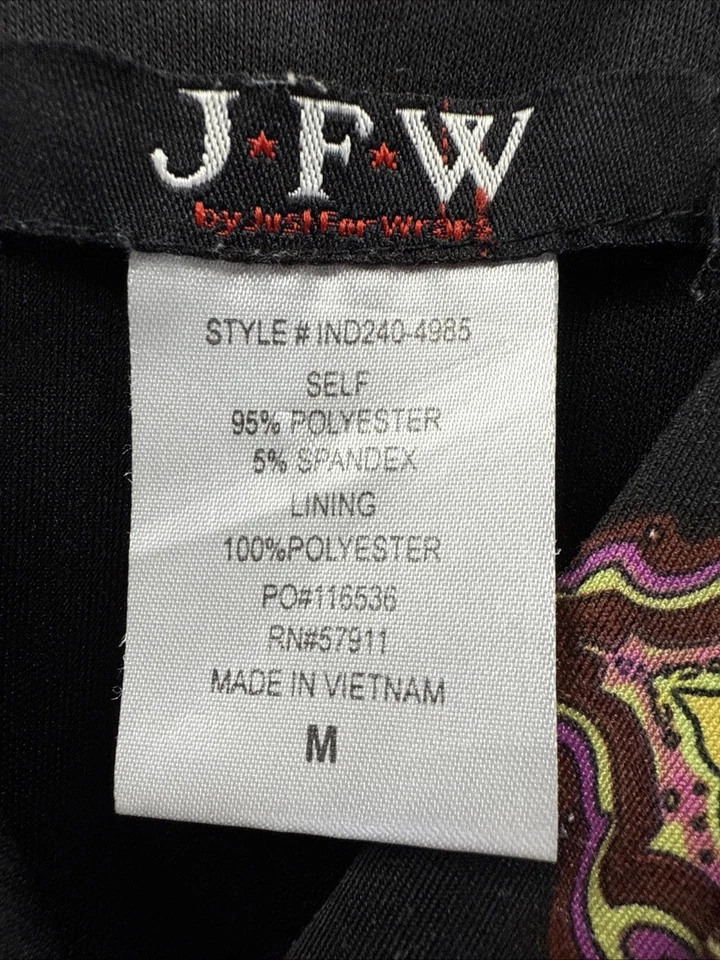 J★F★W
by Just For Wraps
STYLE # IND240-4985
SELF
95% POLYESTER
5% SPANDEX
LINING
100%POLYESTER
PO#116536
RN#57911
MADE IN VIETNAM
M